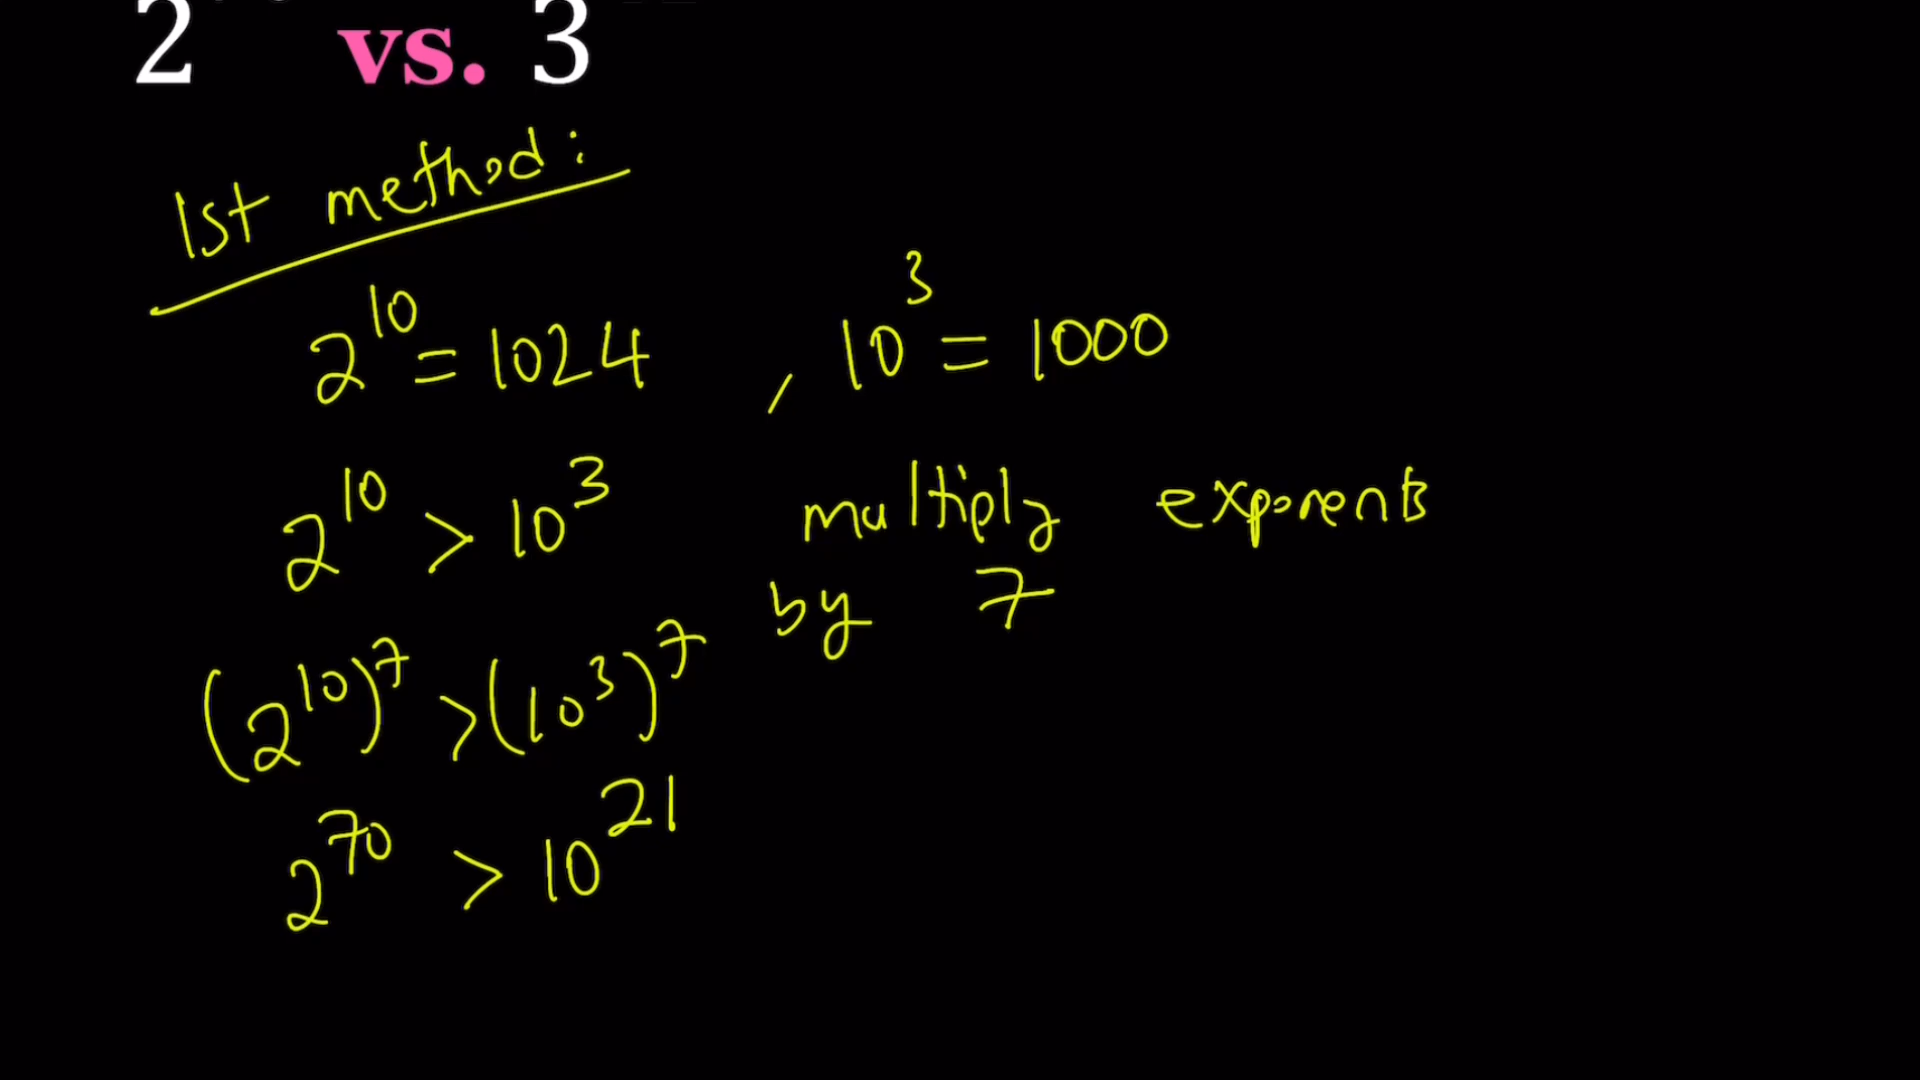 2 vs. 3
1st method:
2^10 = 1024 , 10^3 = 1000
2^10 > 10^3 multiply exponents
by 7
(2^10)^7 > (10^3)^7
2^70 > 10^21